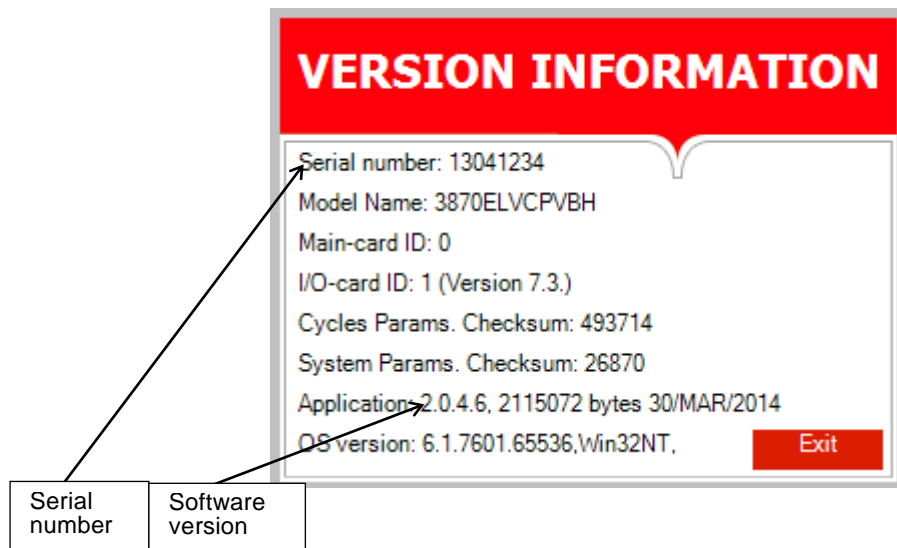 VERSION INFORMATION
Serial number: 13041234
Model Name: 3870ELVCPVBH
Main-card ID: 0
I/O-card ID: 1 (Version 7.3.)
Cycles Params. Checksum: 493714
System Params. Checksum: 26870
Application: 2.0.4.6, 2115072 bytes 30/MAR/2014
OS version: 6.1.7601.65536,Win32NT,
Exit
Serial
number
Software
version